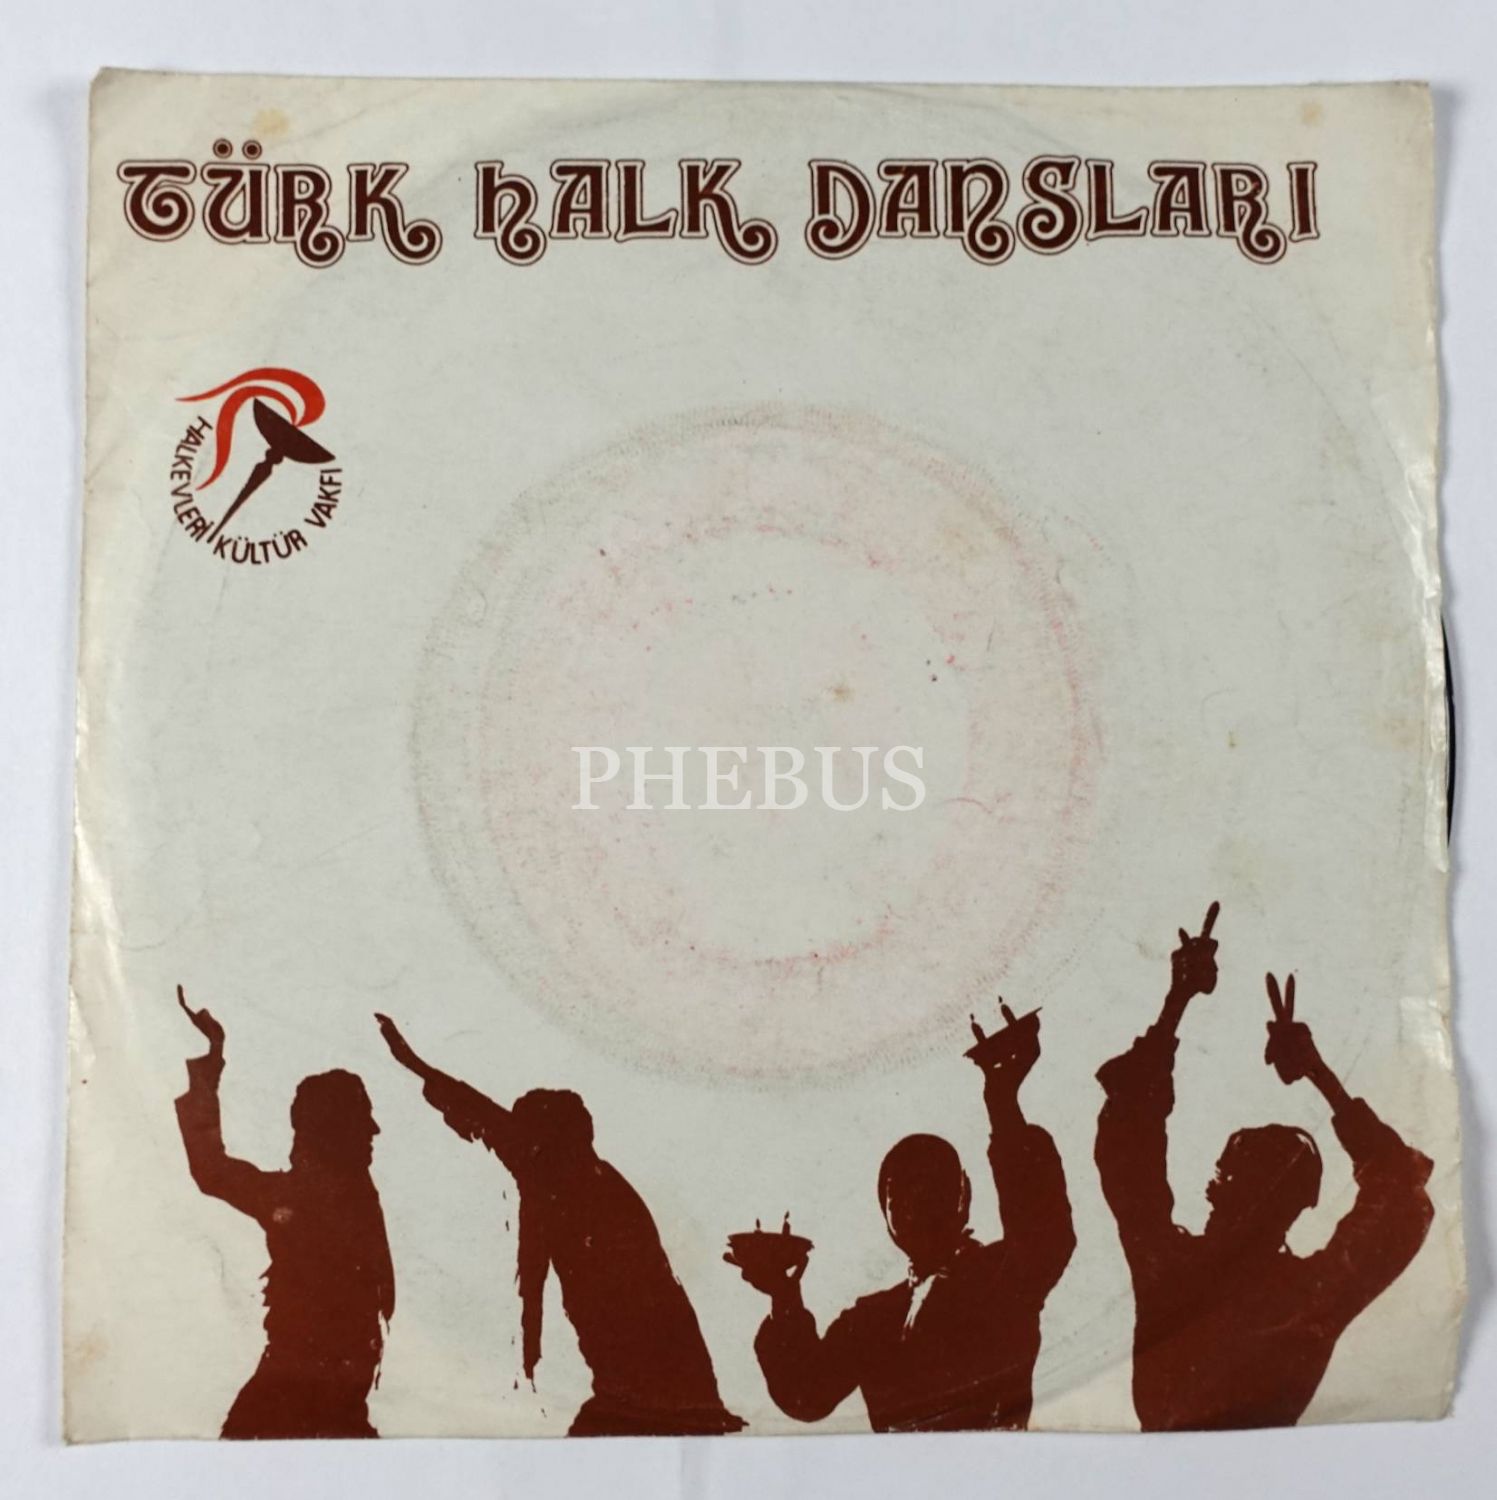 TÜRK HALK DANSLARI
HALKEVLERİ KÜLTÜR VAKFI
PHEBUS